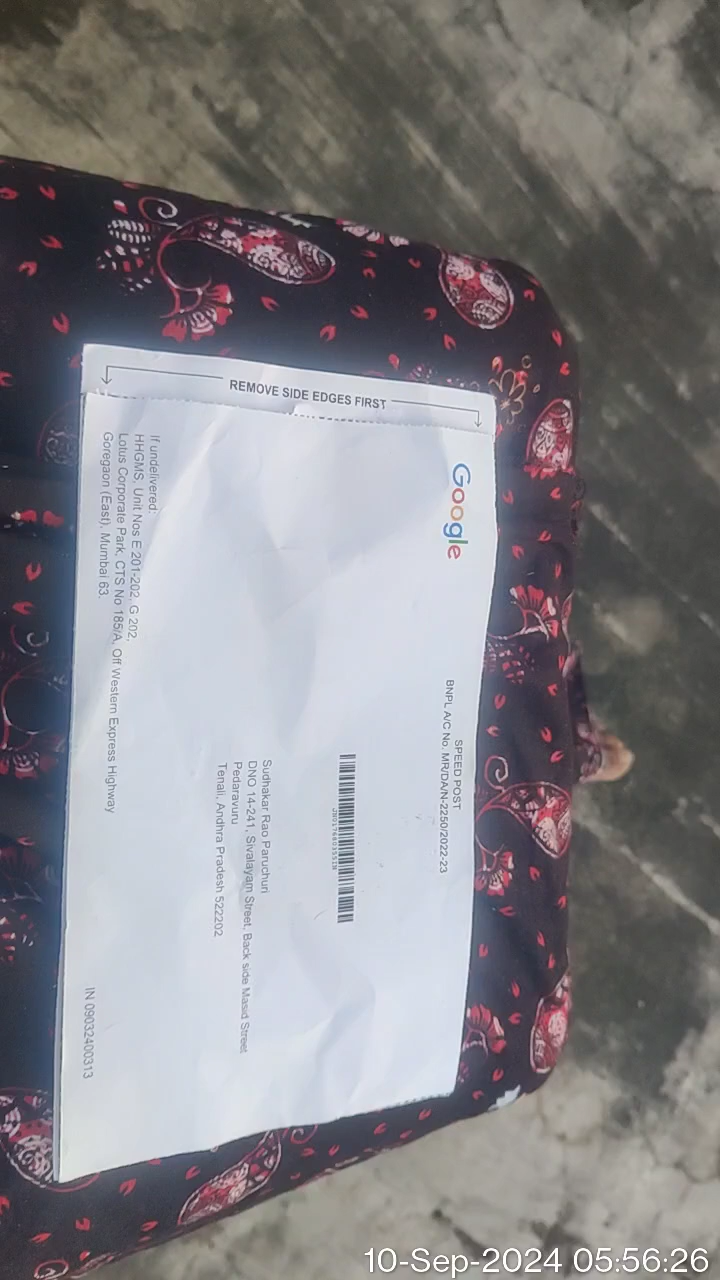 REMOVE SIDE EDGES FIRST
Google
SPEED POST
BNPL A/C No. MR/DA/N-2250/2022-23
Sudhakar Rao Paruchuri
DNO 14-241, Sivalayam Street, Back side Masid Street
Pedaravuru
Tenali, Andhra Pradesh 522202
If undelivered:
HHGMS, Unit Nos E 201-202, G 202,
Lotus Corporate Park, CTS No 185/A, Off Western Express Highway
Goregaon (East), Mumbai 63.
IN 09032400313
10-Sep-2024 05:56:26